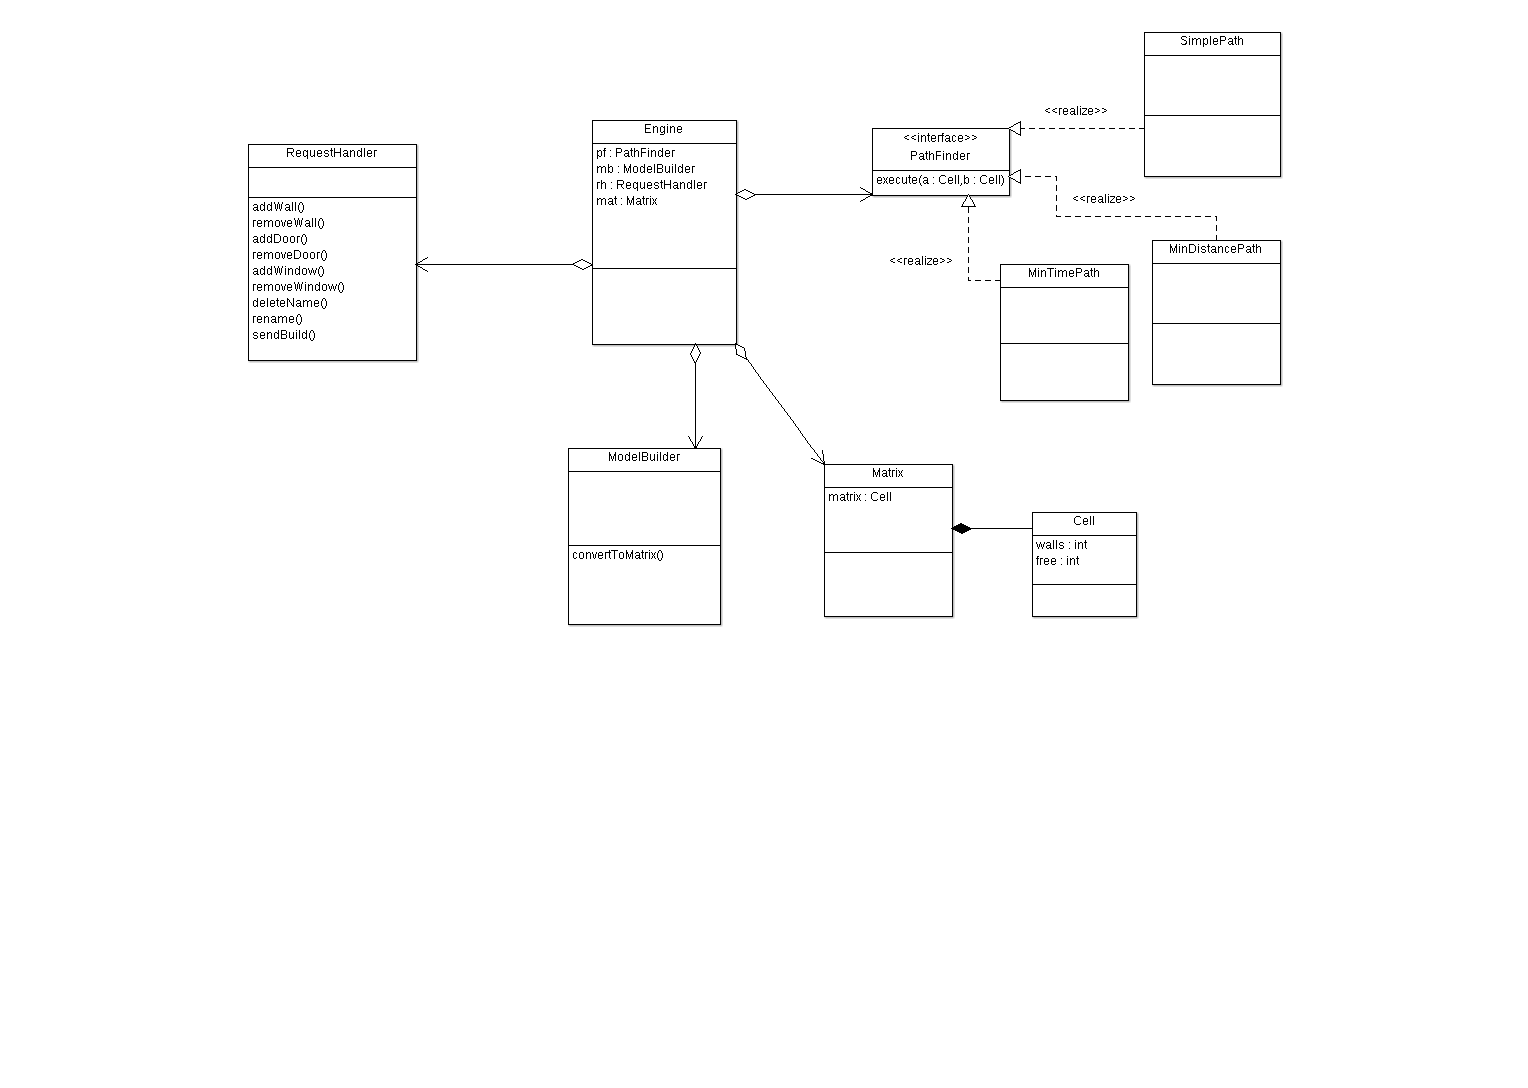 SimplePath
<<realize>>
Engine
pf : PathFinder
mb : ModelBuilder
rh : RequestHandler
mat : Matrix
<<interface>>
PathFinder
execute(a : Cell,b : Cell)
RequestHandler
addWall()
removeWall()
addDoor()
removeDoor()
addWindow()
removeWindow()
deleteName()
rename()
sendBuild()
<<realize>>
MinDistancePath
<<realize>>
MinTimePath
ModelBuilder
convertToMatrix()
Matrix
matrix : Cell
Cell
walls : int
free : int